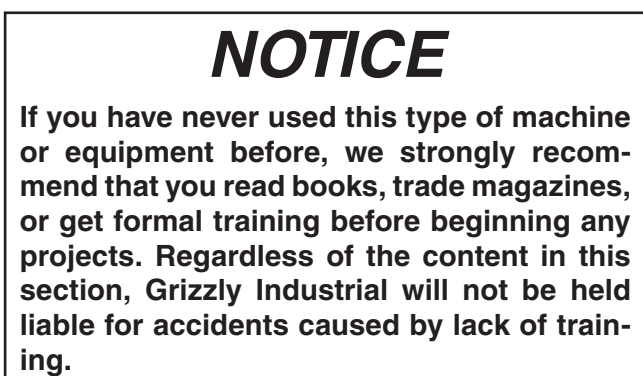 NOTICE
If you have never used this type of machine
or equipment before, we strongly recom-
mend that you read books, trade magazines,
or get formal training before beginning any
projects. Regardless of the content in this
section, Grizzly Industrial will not be held
liable for accidents caused by lack of train-
ing.